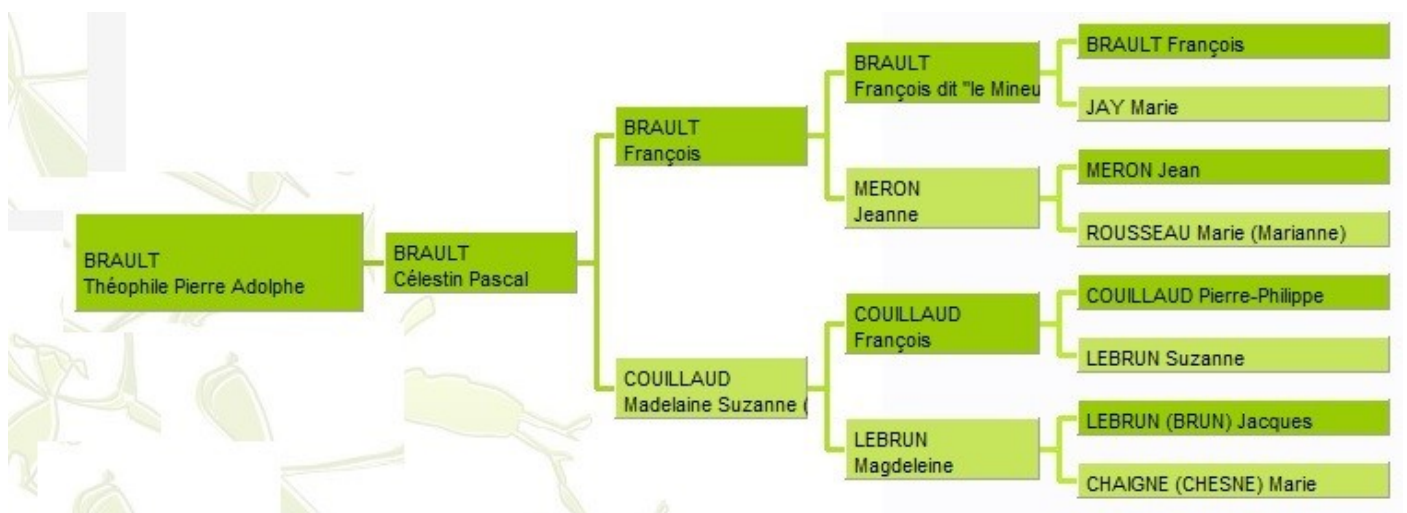 BRAULT
Théophile Pierre Adolphe
BRAULT
Célestin Pascal
BRAULT
François
COUILLAUD
Madelaine Suzanne (
BRAULT
François dit "le Mineu
MERON
Jeanne
COUILLAUD
François
LEBRUN
Magdeleine
BRAULT François
JAY Marie
MERON Jean
ROUSSEAU Marie (Marianne)
COUILLAUD Pierre-Philippe
LEBRUN Suzanne
LEBRUN (BRUN) Jacques
CHAIGNE (CHESNE) Marie